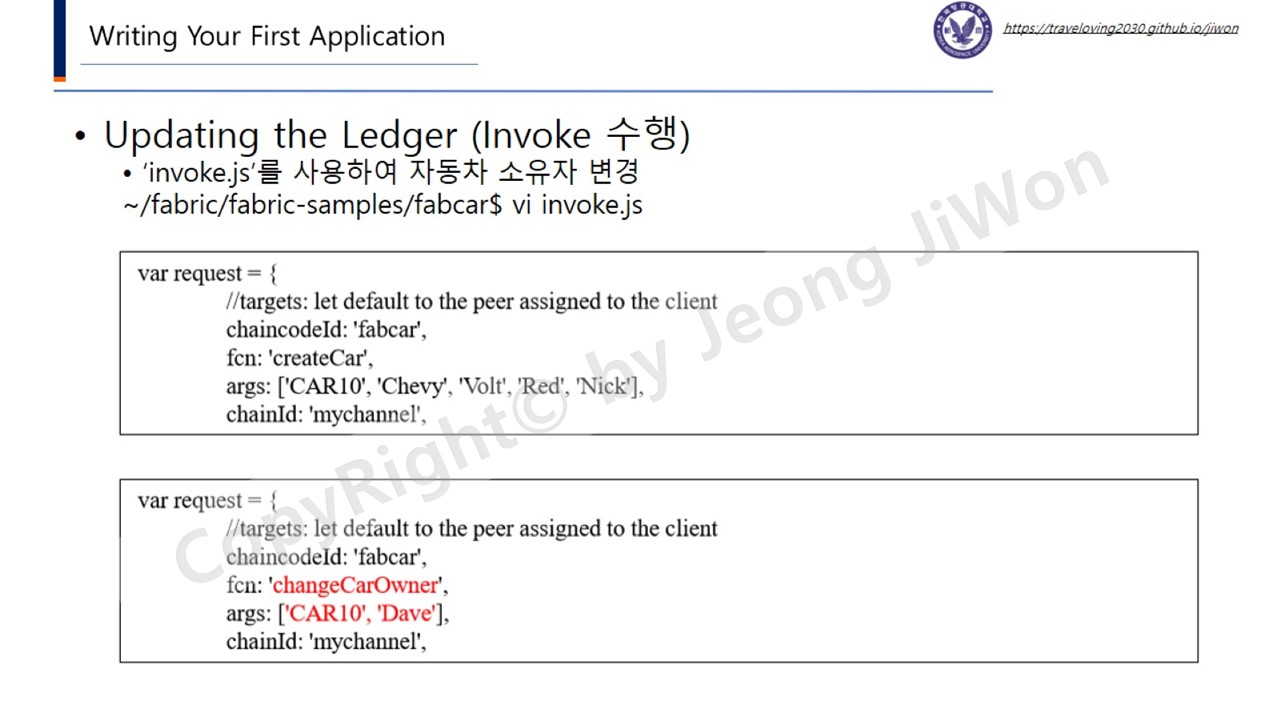 Writing Your First Application
https://traveloving2030.github.io/jiwon
• Updating the Ledger (Invoke 수행)
• ‘invoke.js’를 사용하여 자동차 소유자 변경
~/fabric/fabric-samples/fabcar$ vi invoke.js
var request = {
//targets: let default to the peer assigned to the client
chaincodeId: 'fabcar',
fcn: 'createCar',
args: ['CAR10', 'Chevy', 'Volt', 'Red', 'Nick'],
chainId: 'mychannel',
var request = {
//targets: let default to the peer assigned to the client
chaincodeId: 'fabcar',
fcn: 'changeCarOwner',
args: ['CAR10', 'Dave'],
chainId: 'mychannel',
CopyRight© by Jeong JiWon